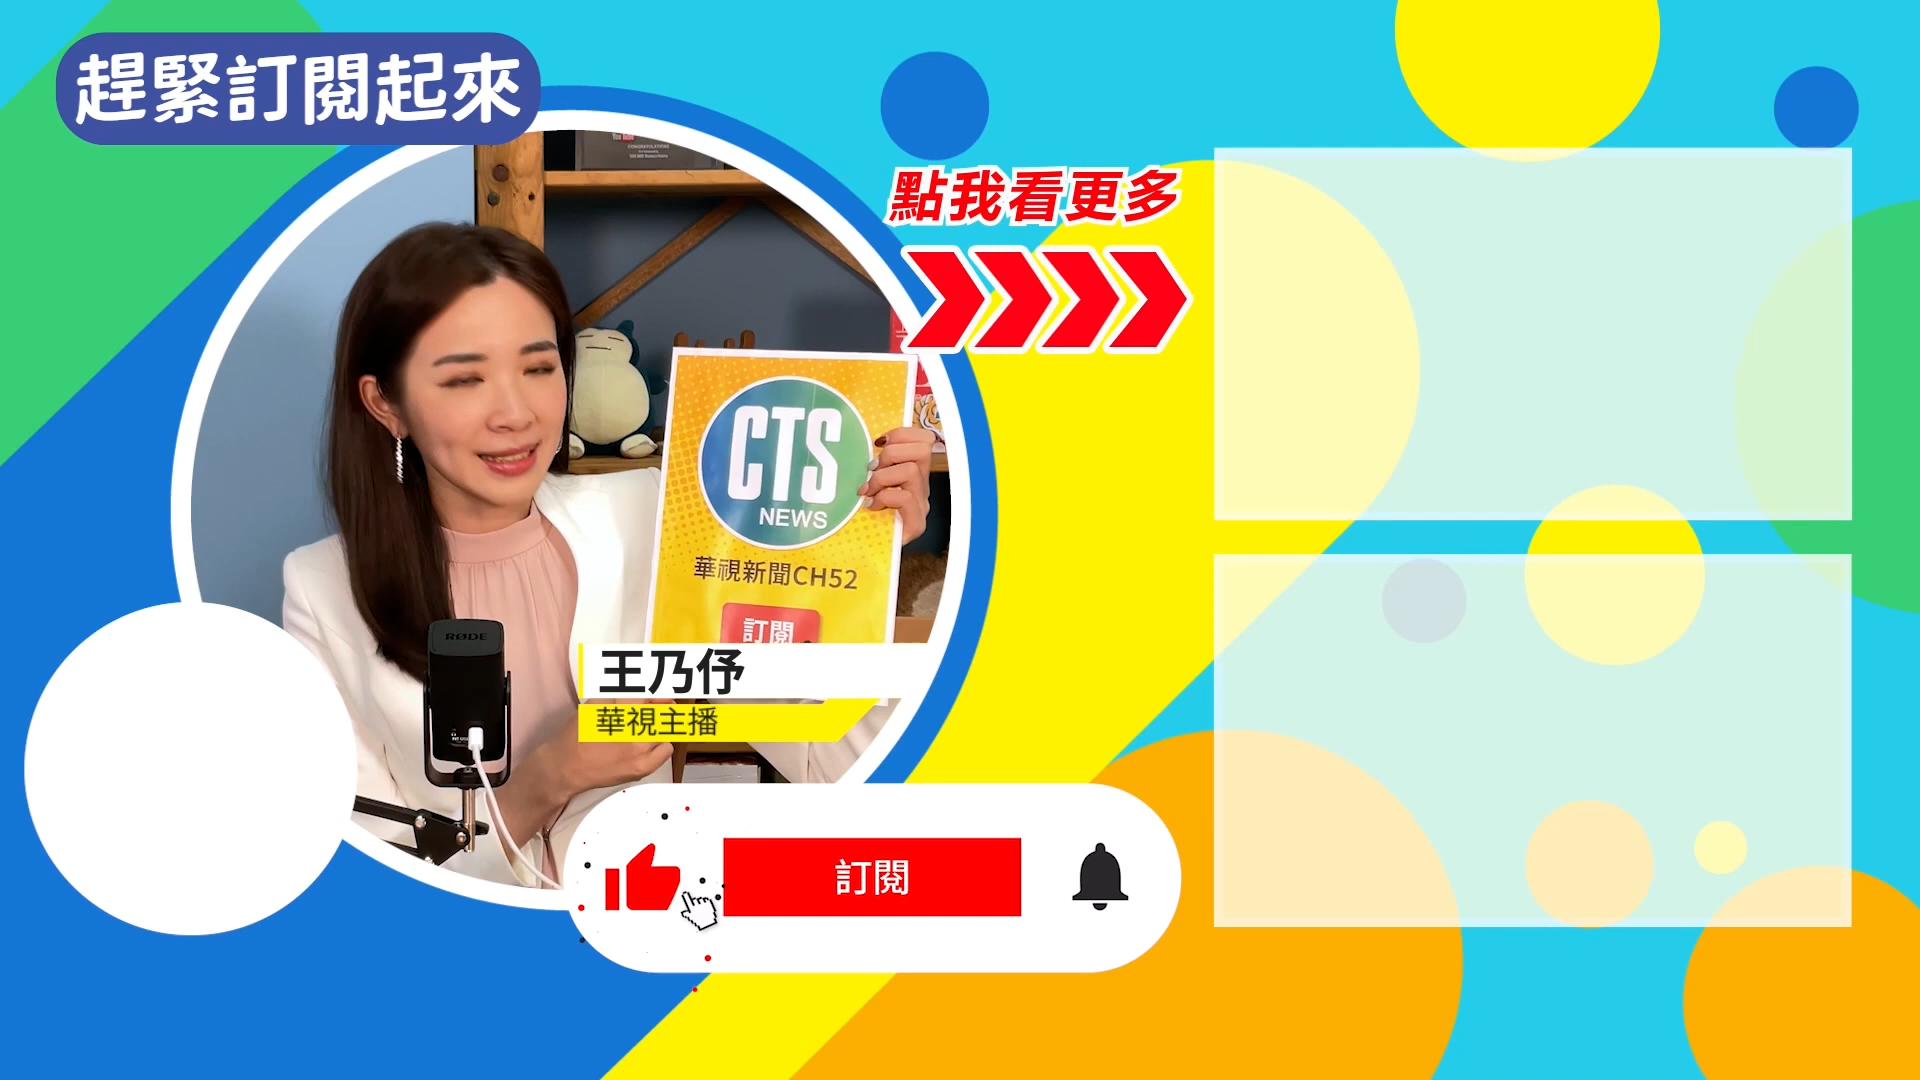 趕緊訂閱起來
CONGRATULATIONS
點我看更多
CTS
NEWS
華視新聞CH52
訂閱
RØDE
王乃伃
華視主播
訂閱